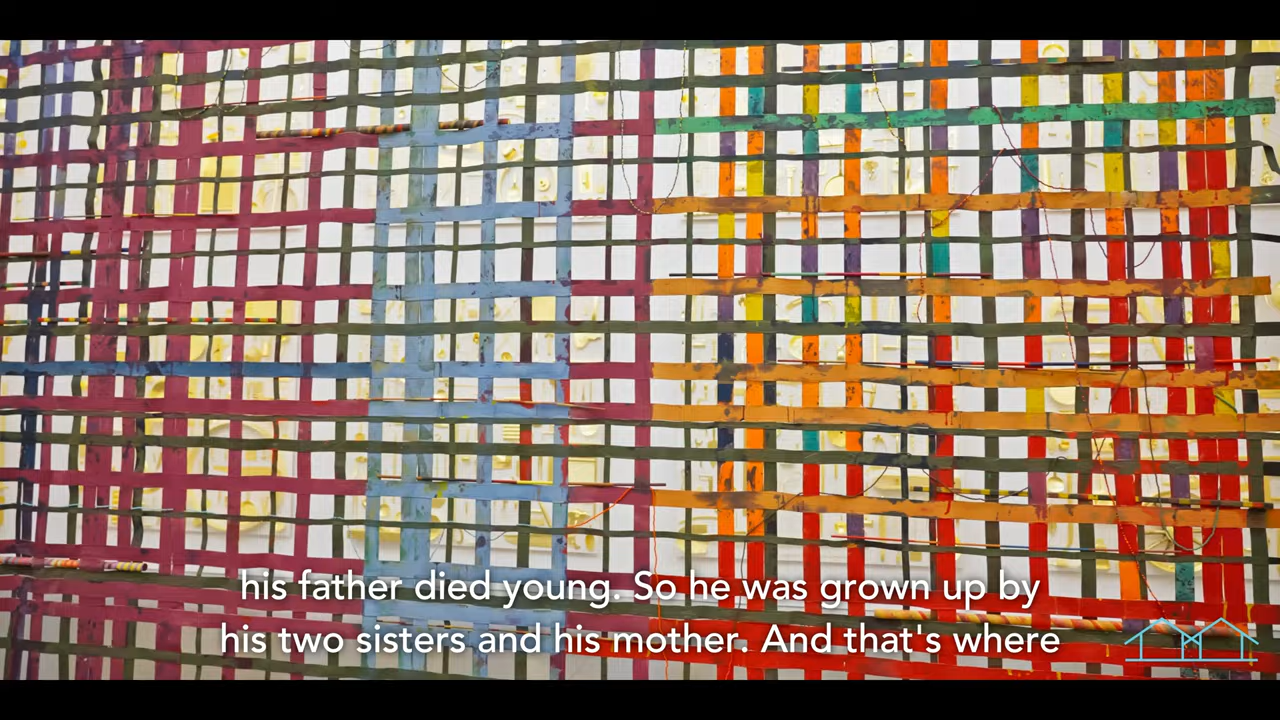 his father died young. So he was grown up by
his two sisters and his mother. And that's where